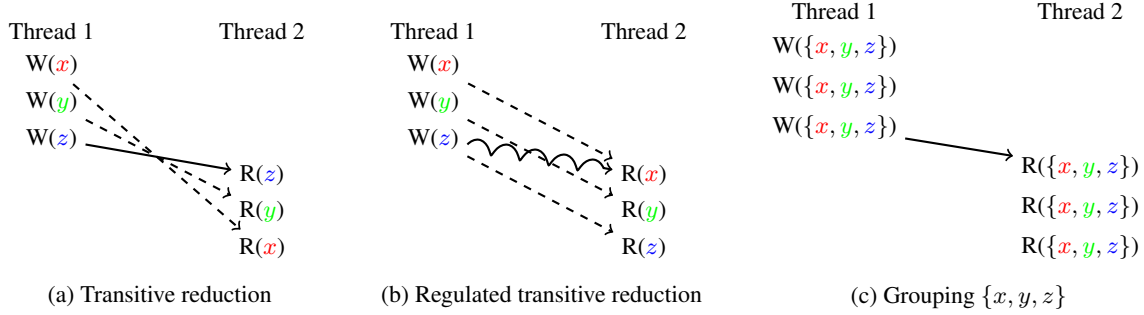 Thread 1 Thread 2
W(x)
W(y)
W(z)
R(z)
R(y)
R(x)
(a) Transitive reduction
Thread 1 Thread 2
W(x)
W(y)
W(z)
R(x)
R(y)
R(z)
(b) Regulated transitive reduction
Thread 1 Thread 2
W({x, y, z})
W({x, y, z})
W({x, y, z})
R({x, y, z})
R({x, y, z})
R({x, y, z})
(c) Grouping {x, y, z}